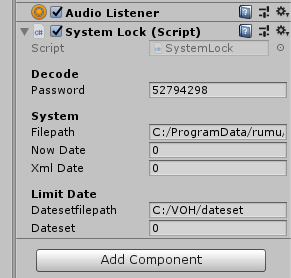 Audio Listener
System Lock (Script)
Script SystemLock
Decode
Password 52794298
System
Filepath C:/ProgramData/rumu/
Now Date 0
Xml Date 0
Limit Date
Datesetfilepath C:/VOH/dateset
Dateset 0
Add Component